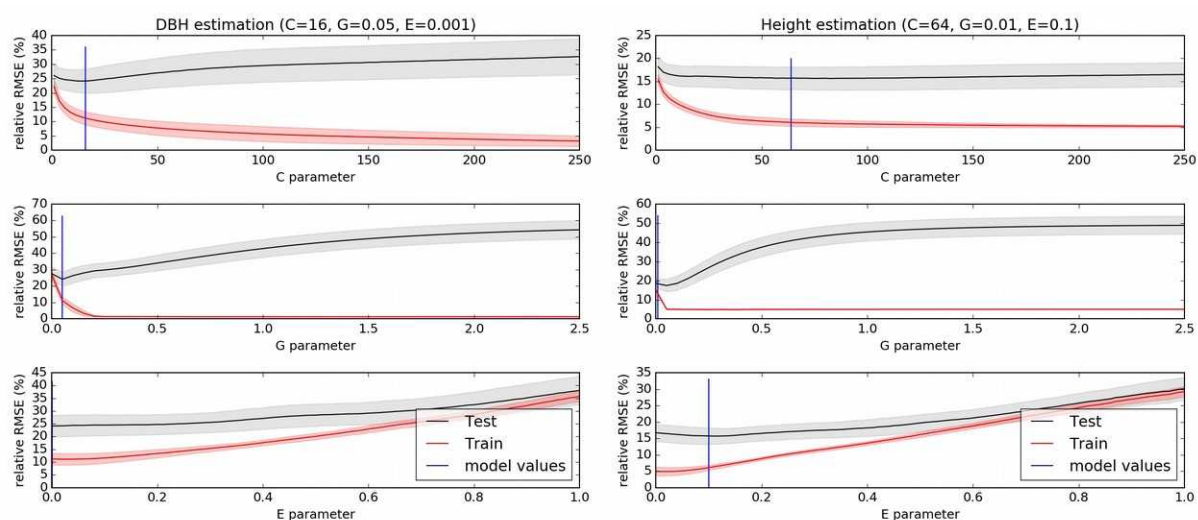 DBH estimation (C=16, G=0.05, E=0.001)
relative RMSE (%)
40
35
30
25
20
15
10
5
0
0 50 100 150 200 250
C parameter
Height estimation (C=64, G=0.01, E=0.1)
relative RMSE (%)
25
20
15
10
5
0
0 50 100 150 200 250
C parameter
relative RMSE (%)
70
60
50
40
30
20
10
0
0.0 0.5 1.0 1.5 2.0 2.5
G parameter
relative RMSE (%)
60
50
40
30
20
10
0
0.0 0.5 1.0 1.5 2.0 2.5
G parameter
relative RMSE (%)
45
40
35
30
25
20
15
10
5
0
0.0 0.2 0.4 0.6 0.8 1.0
E parameter
Test
Train
model values
relative RMSE (%)
35
30
25
20
15
10
5
0
0.0 0.2 0.4 0.6 0.8 1.0
E parameter
Test
Train
model values